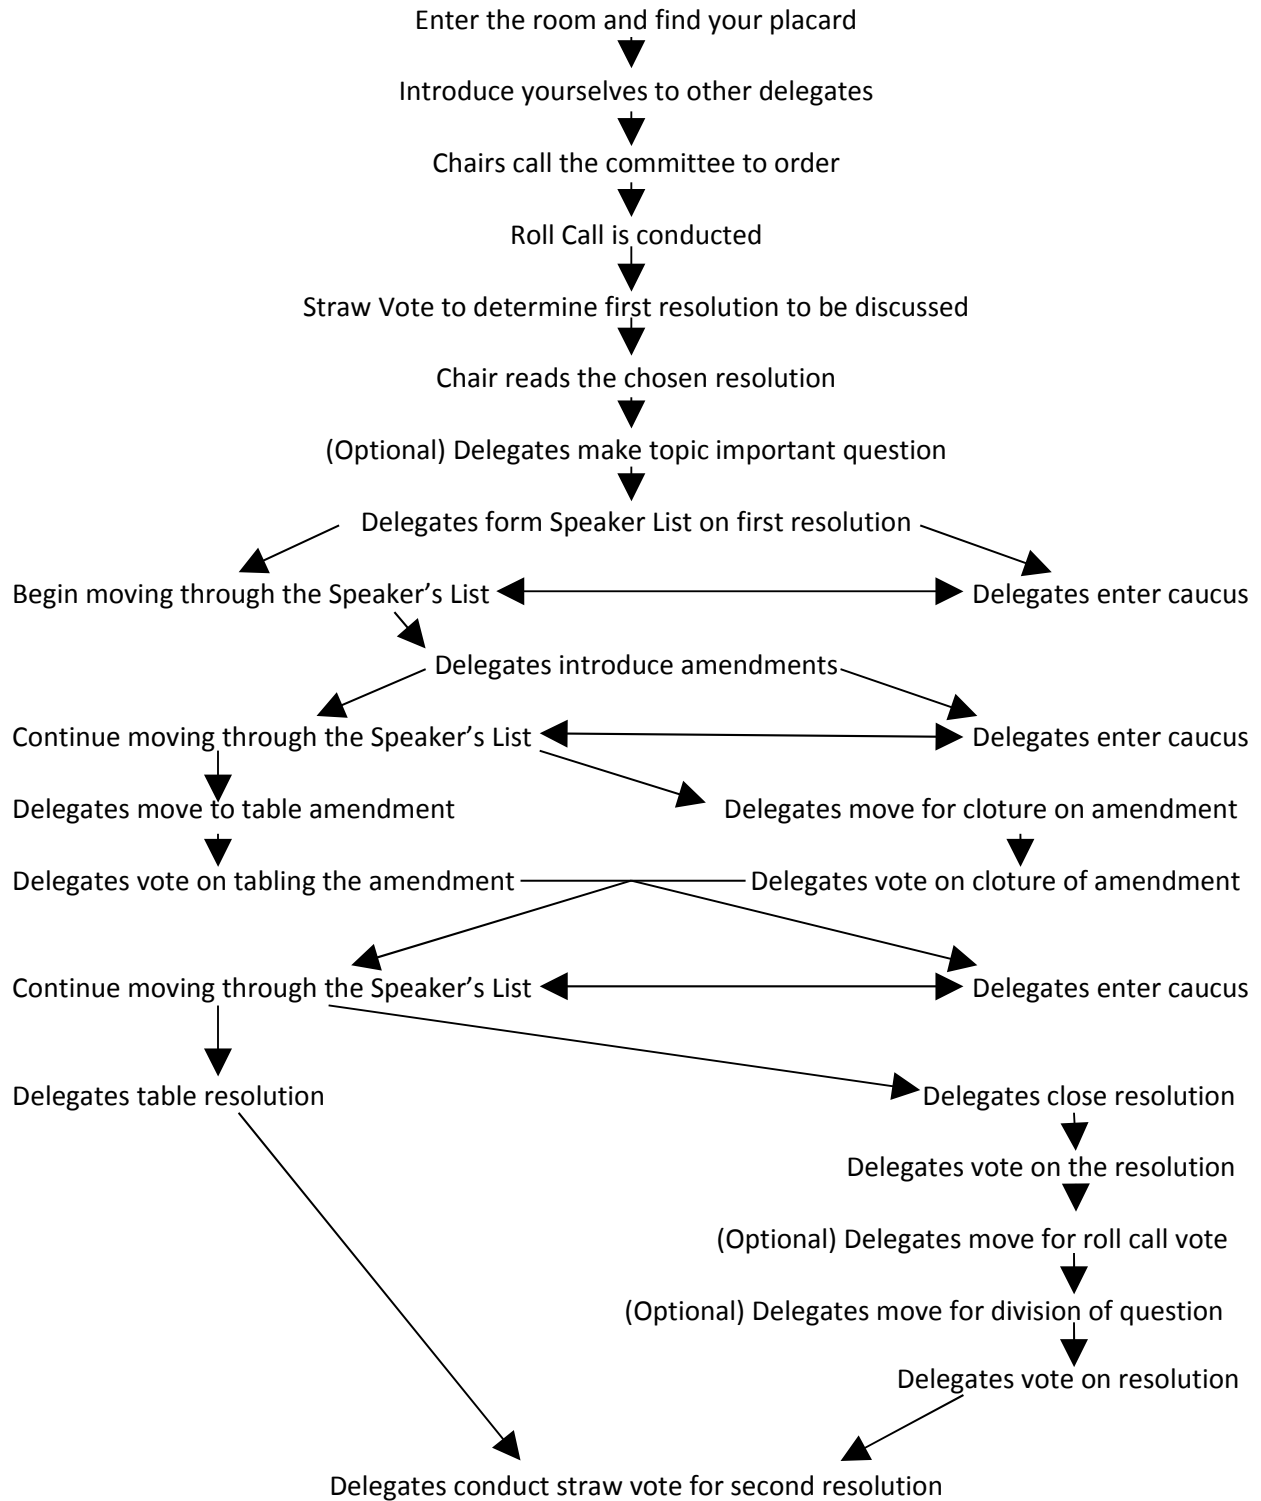 Enter the room and find your placard
Introduce yourselves to other delegates
Chairs call the committee to order
Roll Call is conducted
Straw Vote to determine first resolution to be discussed
Chair reads the chosen resolution
(Optional) Delegates make topic important question
Delegates form Speaker List on first resolution
Begin moving through the Speaker’s List
Delegates enter caucus
Delegates introduce amendments
Continue moving through the Speaker’s List
Delegates enter caucus
Delegates move to table amendment
Delegates move for cloture on amendment
Delegates vote on tabling the amendment
Delegates vote on cloture of amendment
Continue moving through the Speaker’s List
Delegates enter caucus
Delegates table resolution
Delegates close resolution
Delegates vote on the resolution
(Optional) Delegates move for roll call vote
(Optional) Delegates move for division of question
Delegates vote on resolution
Delegates conduct straw vote for second resolution